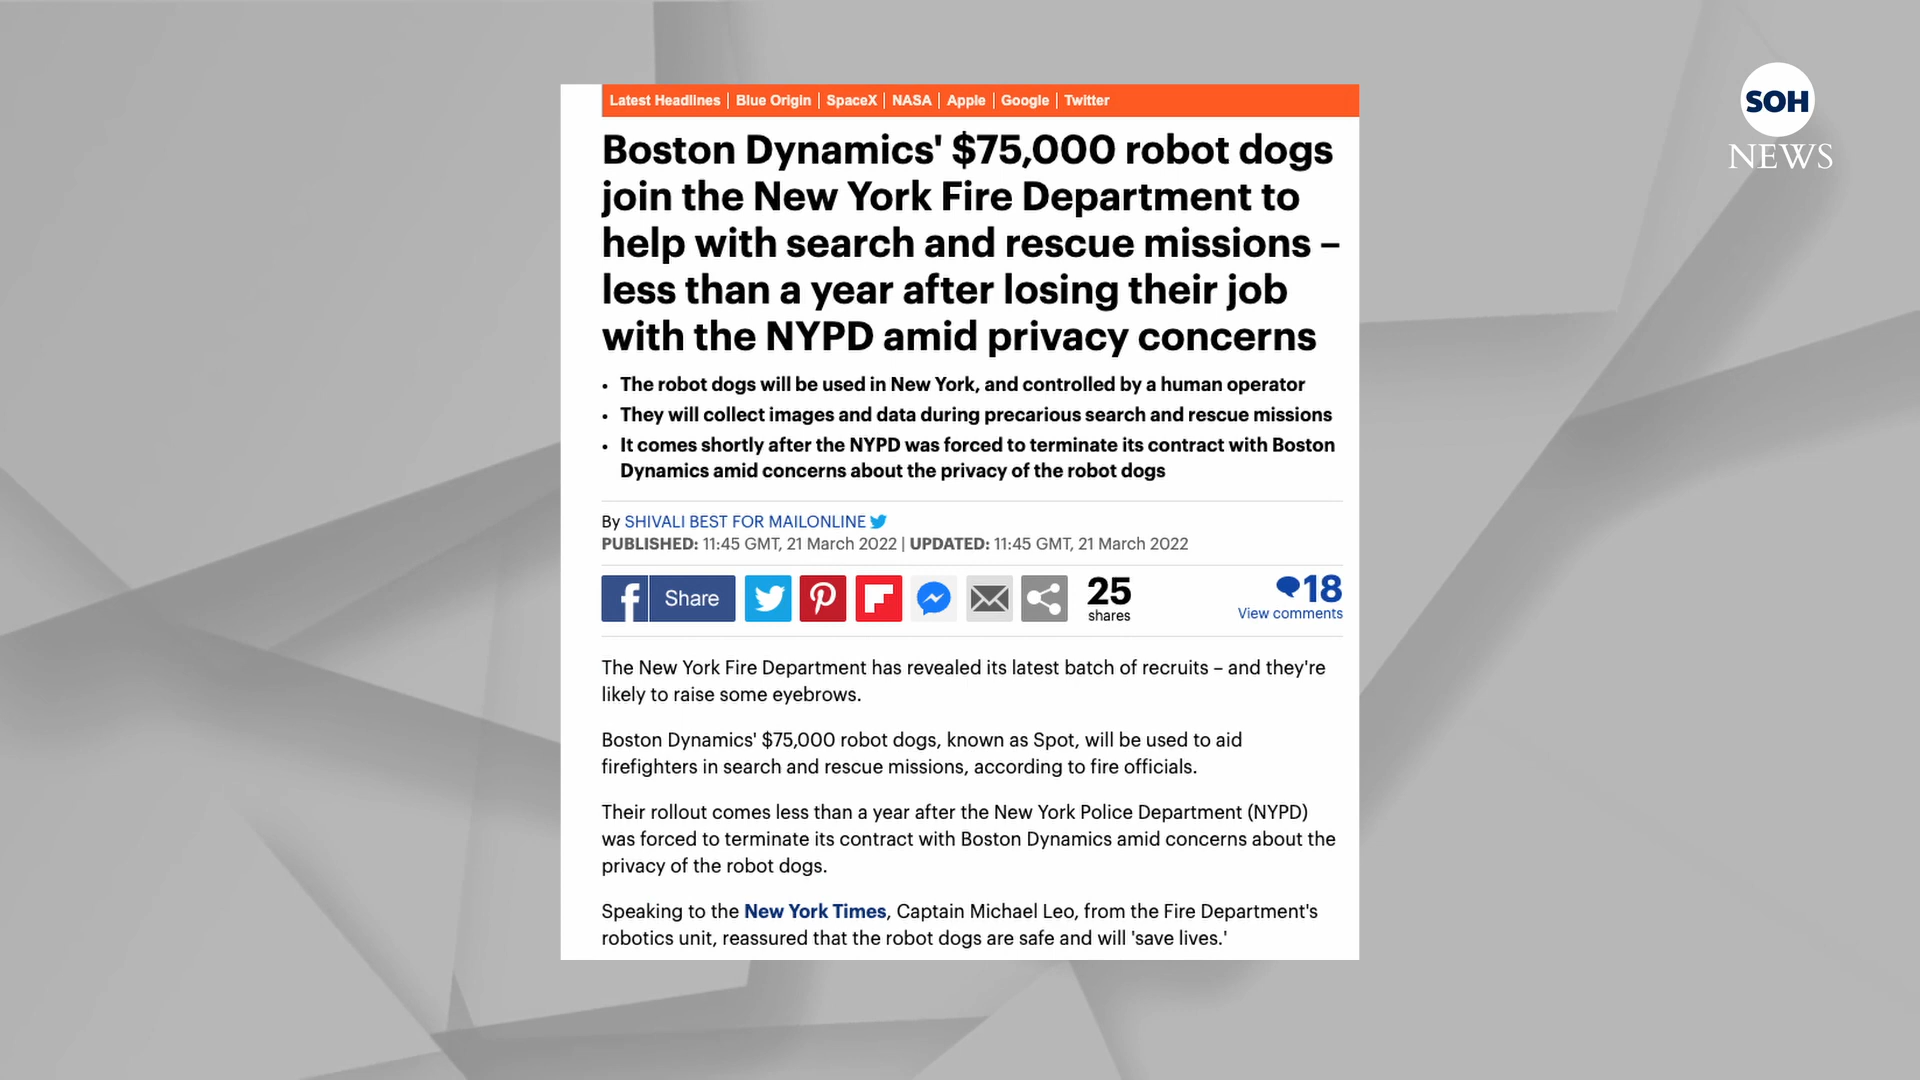 SOH
NEWS
Latest Headlines | Blue Origin | SpaceX | NASA | Apple | Google | Twitter
Boston Dynamics' $75,000 robot dogs
join the New York Fire Department to
help with search and rescue missions –
less than a year after losing their job
with the NYPD amid privacy concerns
• The robot dogs will be used in New York, and controlled by a human operator
• They will collect images and data during precarious search and rescue missions
• It comes shortly after the NYPD was forced to terminate its contract with Boston
Dynamics amid concerns about the privacy of the robot dogs
By SHIVALI BEST FOR MAILONLINE
PUBLISHED: 11:45 GMT, 21 March 2022 | UPDATED: 11:45 GMT, 21 March 2022
f Share
25
shares
18
View comments
The New York Fire Department has revealed its latest batch of recruits – and they're
likely to raise some eyebrows.
Boston Dynamics' $75,000 robot dogs, known as Spot, will be used to aid
firefighters in search and rescue missions, according to fire officials.
Their rollout comes less than a year after the New York Police Department (NYPD)
was forced to terminate its contract with Boston Dynamics amid concerns about the
privacy of the robot dogs.
Speaking to the New York Times, Captain Michael Leo, from the Fire Department's
robotics unit, reassured that the robot dogs are safe and will 'save lives.'